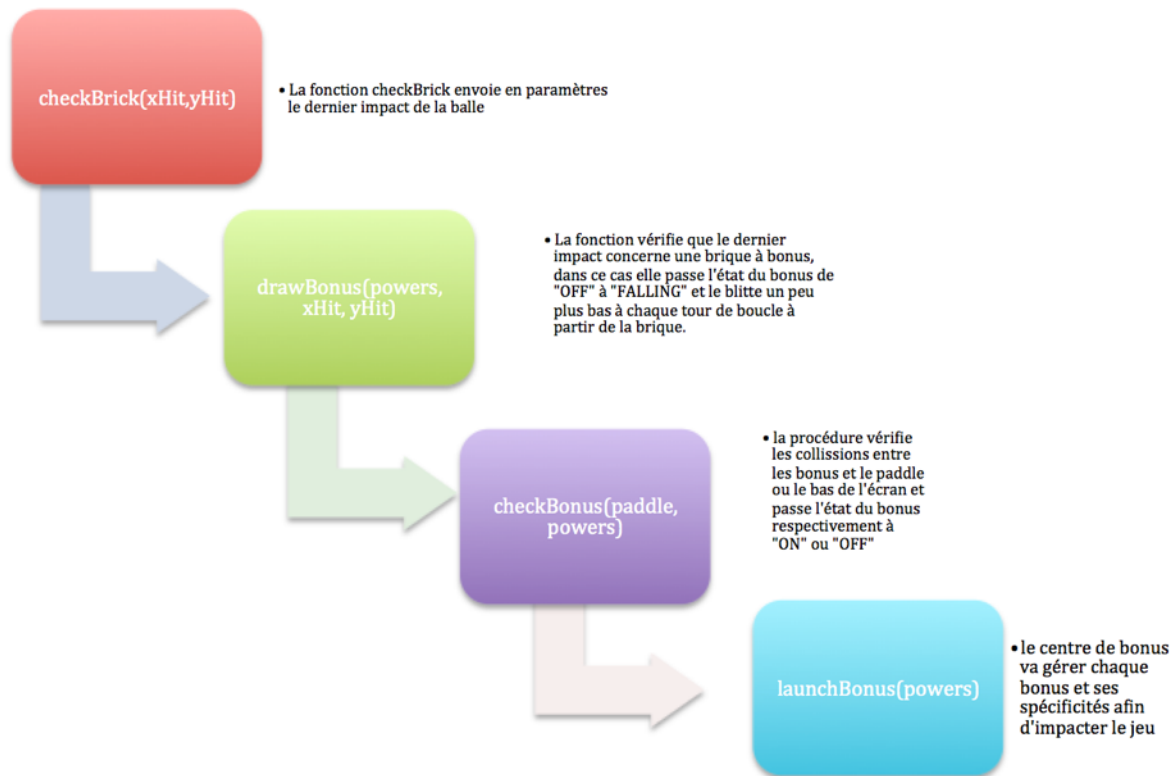 checkBrick(xHit,yHit)
• La fonction checkBrick envoie en paramètres
le dernier impact de la balle
drawBonus(powers,
xHit, yHit)
• La fonction vérifie que le dernier
impact concerne une brique à bonus,
dans ce cas elle passe l'état du bonus de
"OFF" à "FALLING" et le blitte un peu
plus bas à chaque tour de boucle à
partir de la brique.
checkBonus(paddle,
powers)
• la procédure vérifie
les collissions entre
les bonus et le paddle
ou le bas de l'écran et
passe l'état du bonus
respectivement à
"ON" ou "OFF"
launchBonus(powers)
• le centre de bonus
va gérer chaque
bonus et ses
spécificités afin
d'impacter le jeu